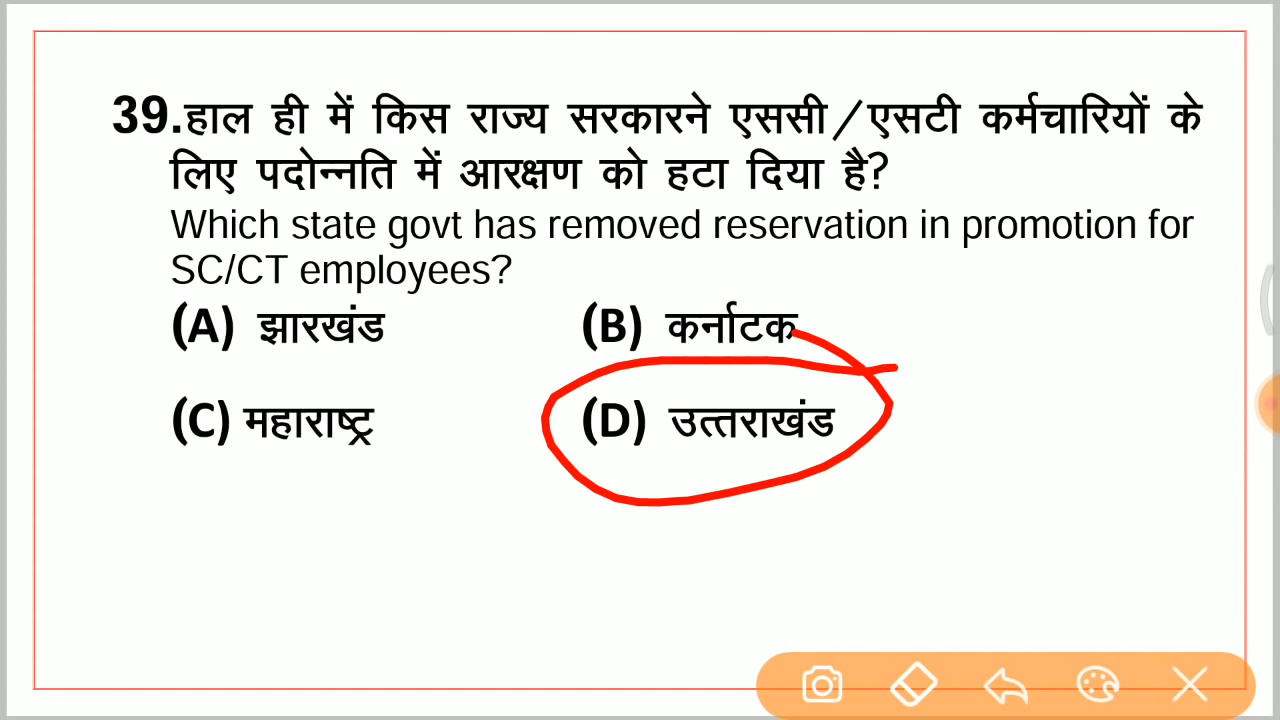 39.हाल ही में किस राज्य सरकारने एससी/एसटी कर्मचारियों के
लिए पदोन्नति में आरक्षण को हटा दिया है?
Which state govt has removed reservation in promotion for
SC/CT employees?
(A) झारखंड (B) कर्नाटक
(C) महाराष्ट्र (D) उत्तराखंड